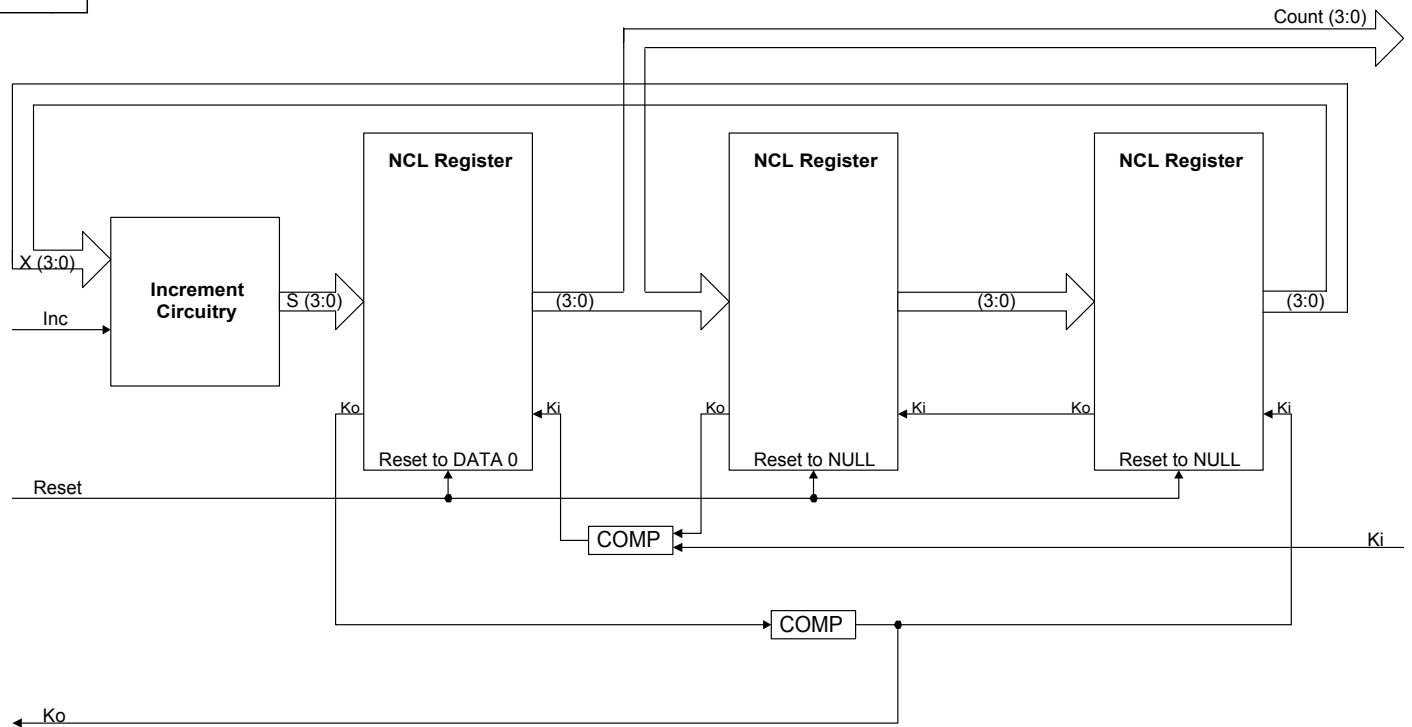 Count (3:0)
NCL Register
NCL Register
NCL Register
X (3:0)
Increment
Circuitry
S (3:0)
(3:0)
(3:0)
(3:0)
Inc
Ko
Ki
Ko
Ki
Ko
Ki
Reset to DATA 0
Reset to NULL
Reset to NULL
Reset
COMP
Ki
COMP
Ko